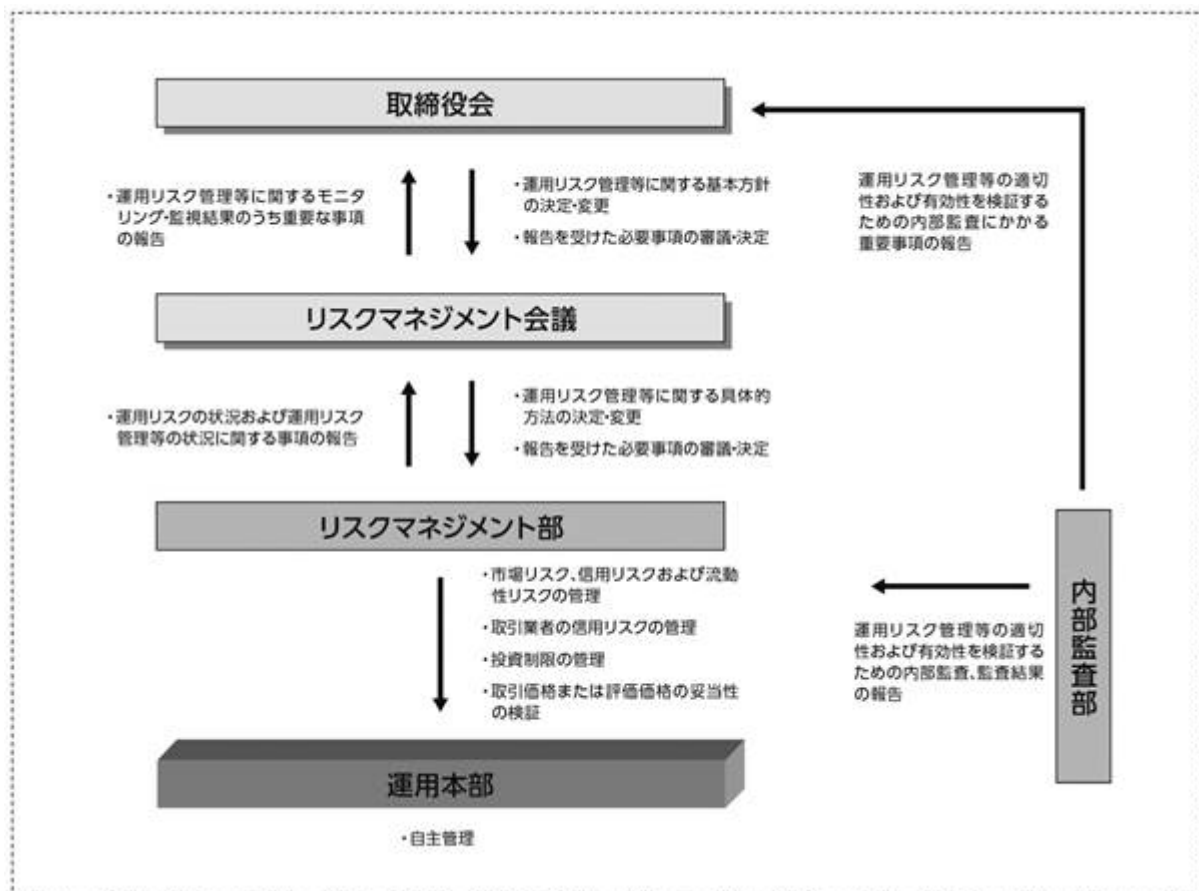 取締役会
・運用リスク管理等に関するモニタ
リング・監視結果のうち重要な事項
の報告
・運用リスク管理等に関する基本方針
の決定・変更
・報告を受けた必要事項の審議・決定
運用リスク管理等の適切
性および有効性を検証する
ための内部監査にかかる
重要事項の報告
リスクマネジメント会議
・運用リスクの状況および運用リスク
管理等の状況に関する事項の報告
・運用リスク管理等に関する具体的
方法の決定・変更
・報告を受けた必要事項の審議・決定
リスクマネジメント部
・市場リスク、信用リスクおよび流動
性リスクの管理
・取引業者の信用リスクの管理
・投資制限の管理
・取引価格または評価価格の妥当性
の検証
運用リスク管理等の適切
性および有効性を検証する
ための内部監査、監査結果
の報告
内部監査部
運用本部
・自主管理